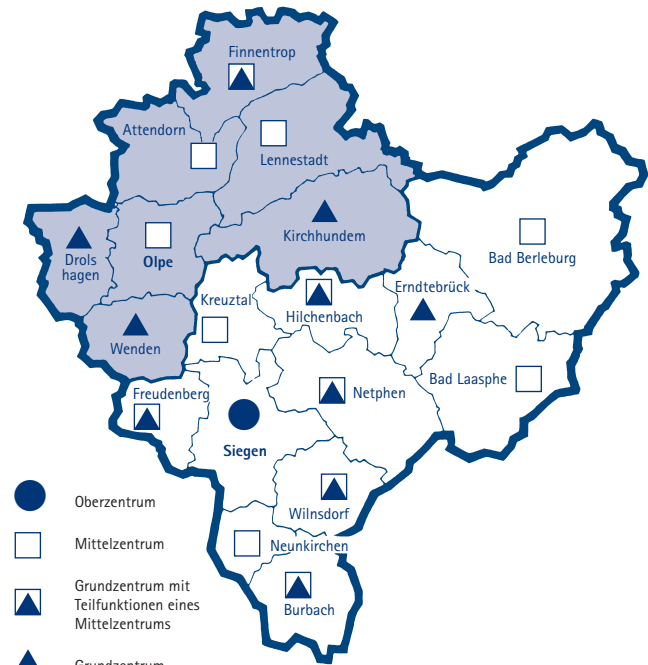 Finnentrop
Attendorn
Lennestadt
Kirchhundem
Drols
hagen
Olpe
Bad Berleburg
Erndtebrück
Kreuztal
Hilchenbach
Wenden
Bad Laasphe
Freudenberg
Netphen
Siegen
Wilnsdorf
Neunkirchen
Burbach
Oberzentrum
Mittelzentrum
Grundzentrum mit
Teilfunktionen eines
Mittelzentrums
Grundzentrum